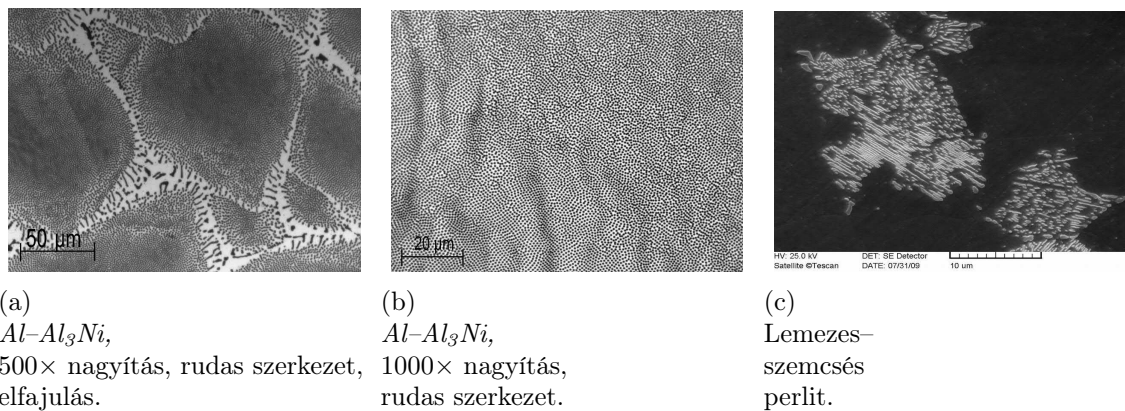 50 µm
20 µm
HV: 25.0 kV DET: SE Detector
Satellite ©Tescan DATE: 07/31/09 10 um
(a)
Al–Al₃Ni,
500× nagyítás, rudas szerkezet,
elfajulás.
(b)
Al–Al₃Ni,
1000× nagyítás,
rudas szerkezet.
(c)
Lemezes–
szemcsés
perlit.